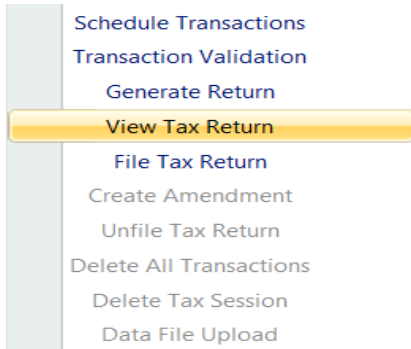 Schedule Transactions
Transaction Validation
Generate Return
View Tax Return
File Tax Return
Create Amendment
Unfile Tax Return
Delete All Transactions
Delete Tax Session
Data File Upload